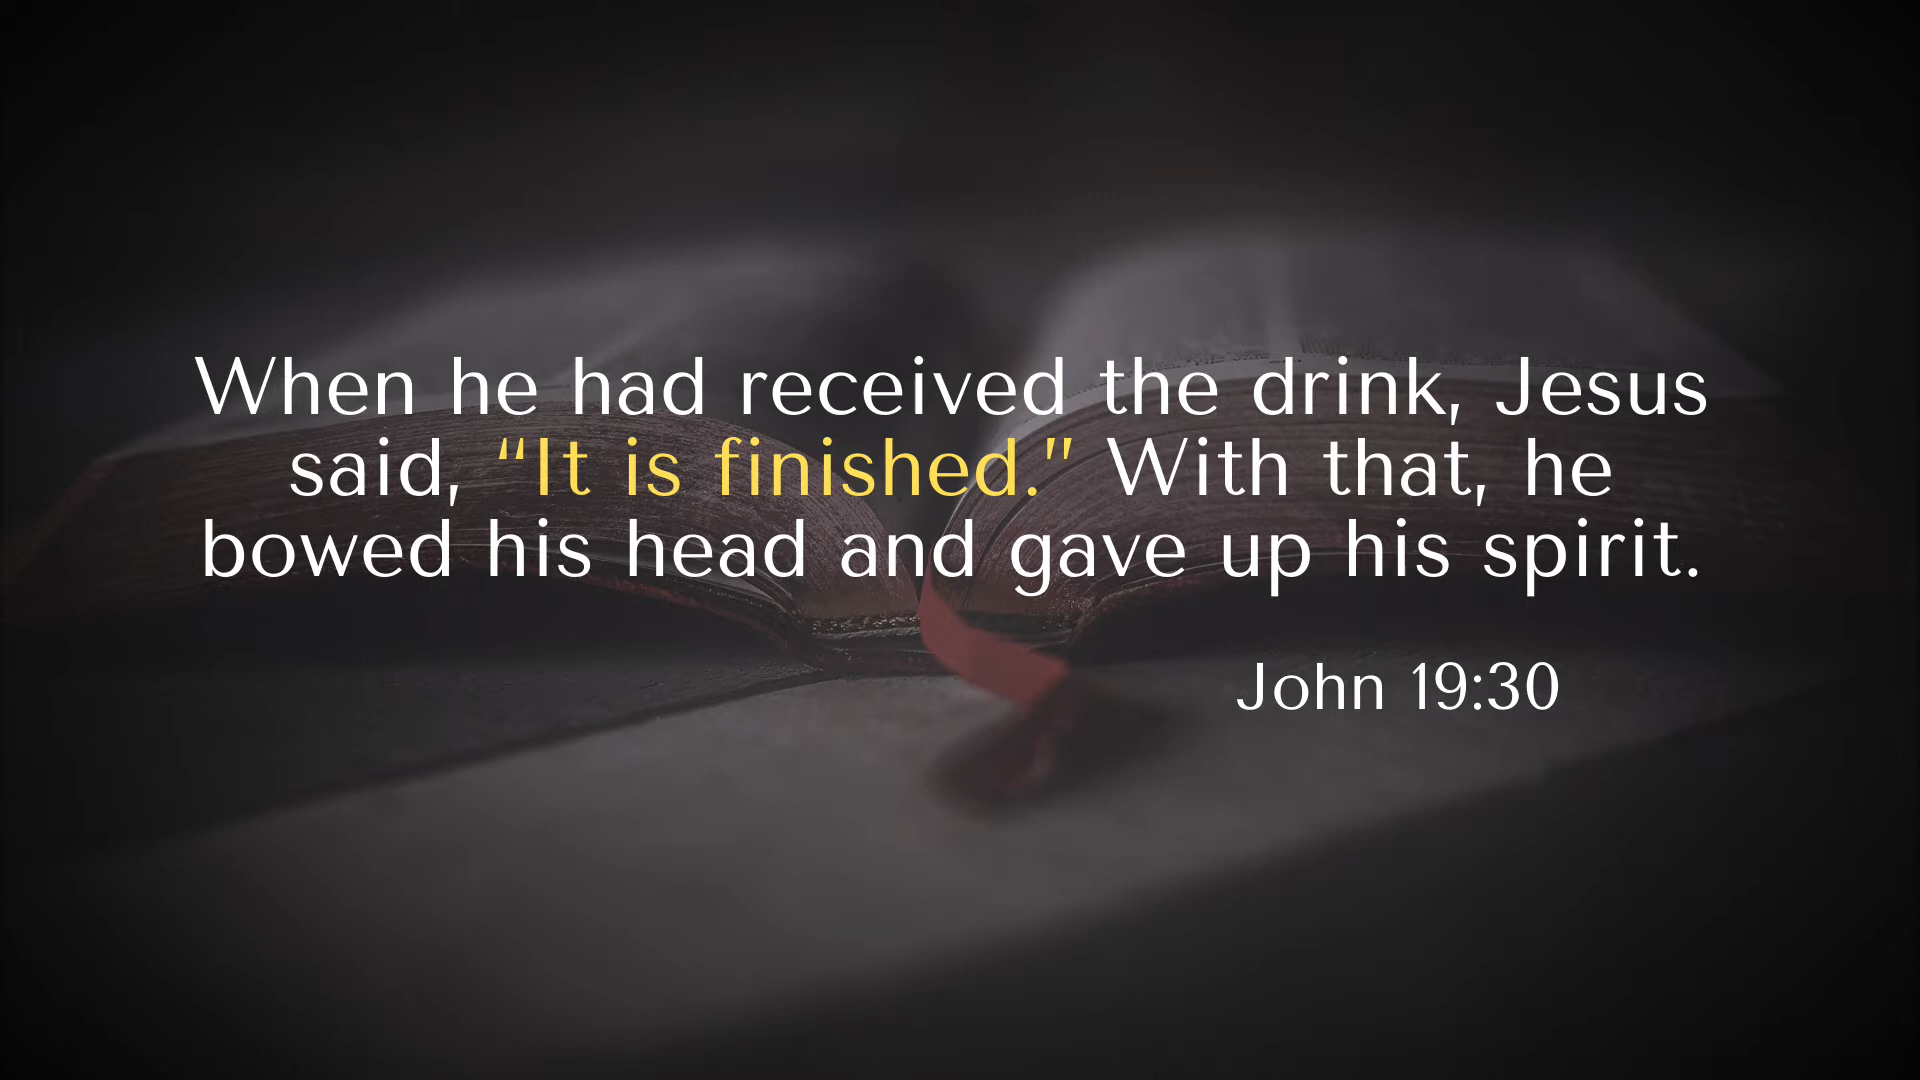 When he had received the drink, Jesus
said, “It is finished.” With that, he
bowed his head and gave up his spirit.
John 19:30